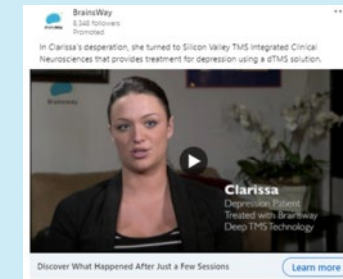 BrainsWay
8,348 followers
Promoted
In Clarissa's desperation, she turned to Silicon Valley TMS Integrated Clinical
Neurosciences that provides treatment for depression using a dTMS solution.
Brainsway
Clarissa
Depression Patient
Treated with Brainsway
Deep TMS Technology
Discover What Happened After Just a Few Sessions
Learn more